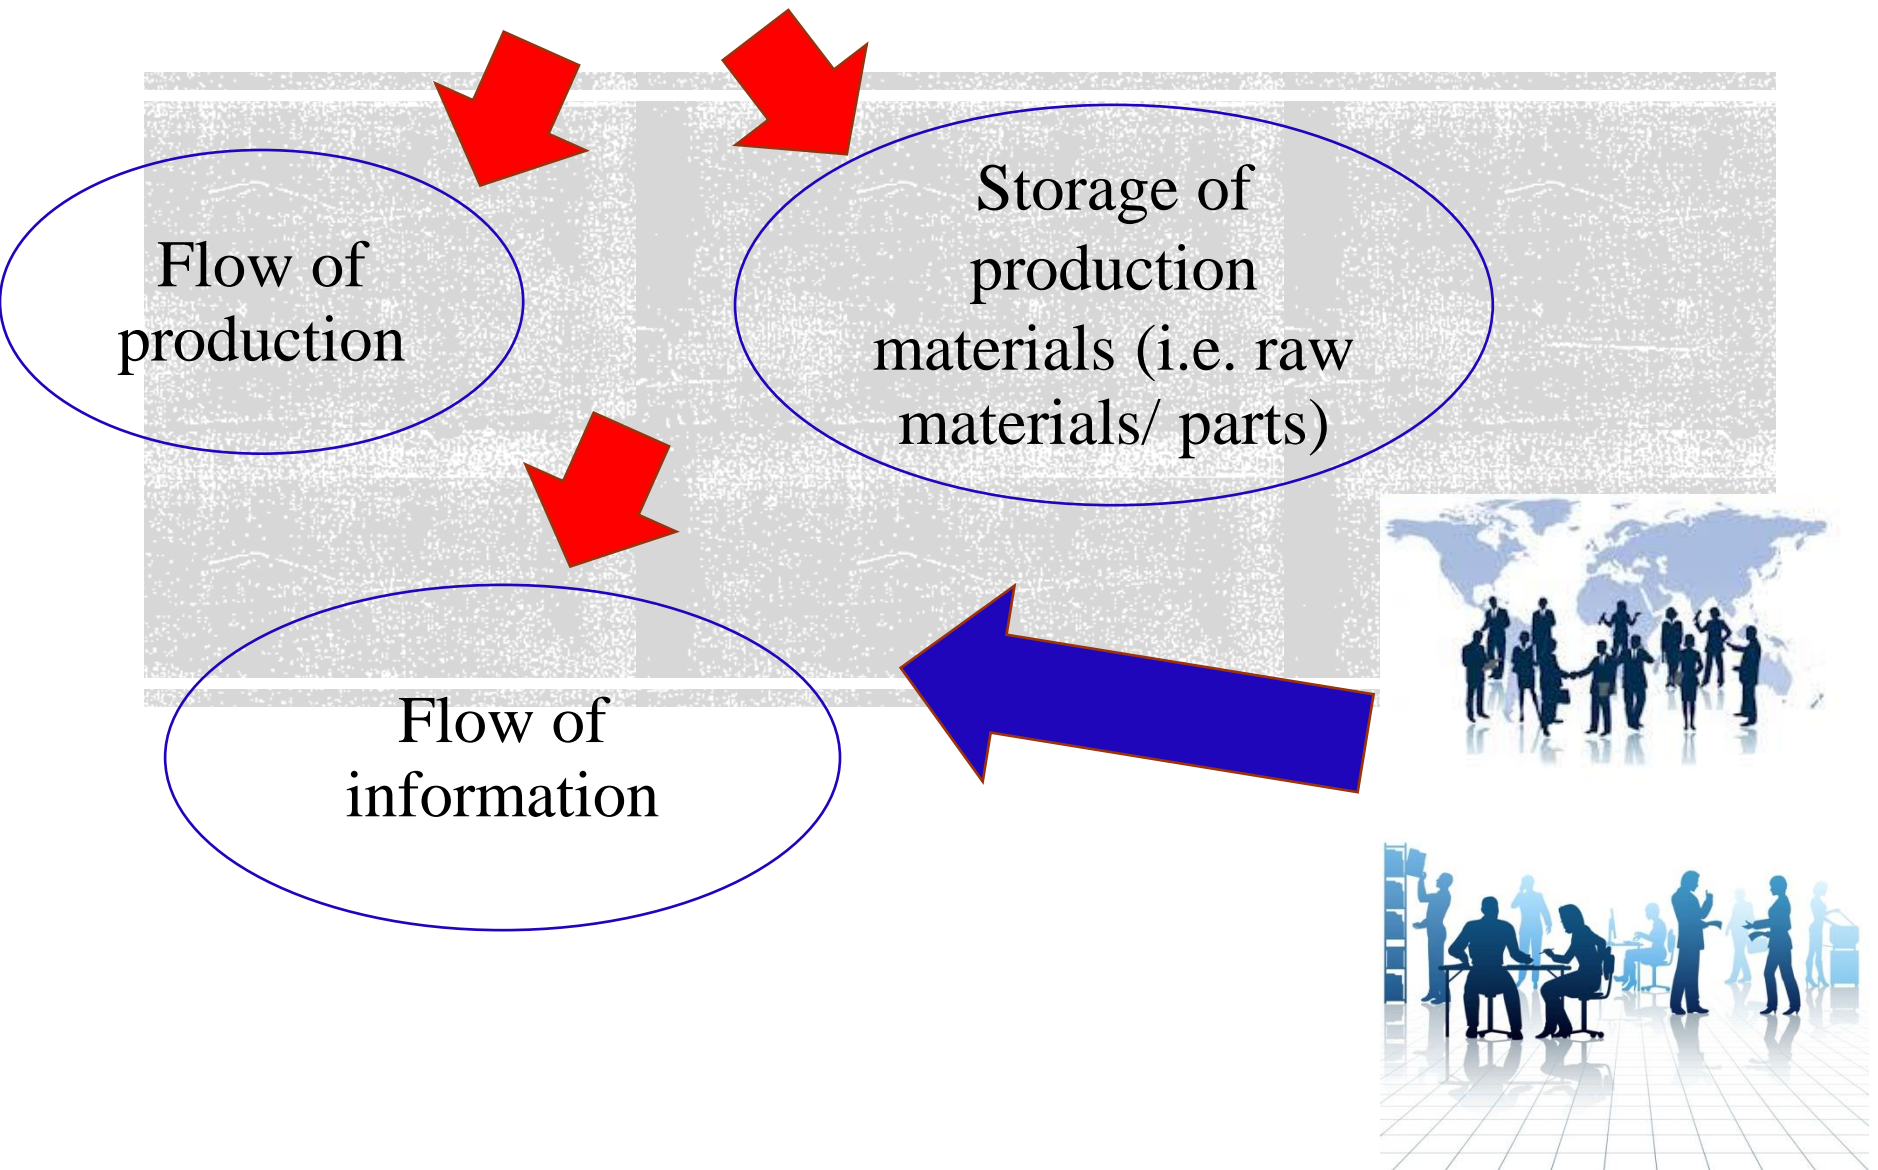 Flow of
production
Storage of
production
materials (i.e. raw
materials/ parts)
Flow of
information